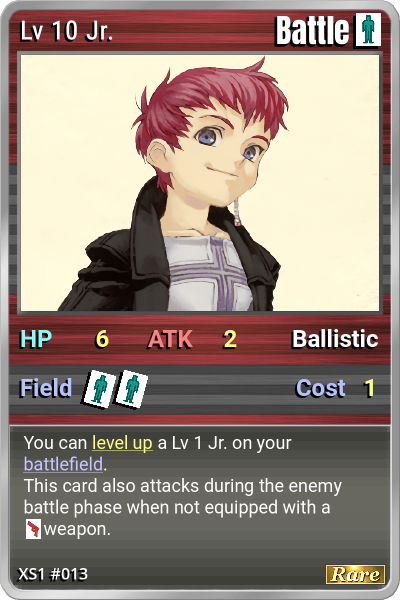 Lv 10 Jr. Battle
HP 6 ATK 2 Ballistic
Field Cost 1
You can level up a Lv 1 Jr. on your
battlefield.
This card also attacks during the enemy
battle phase when not equipped with a
weapon.
XS1 #013 Rare